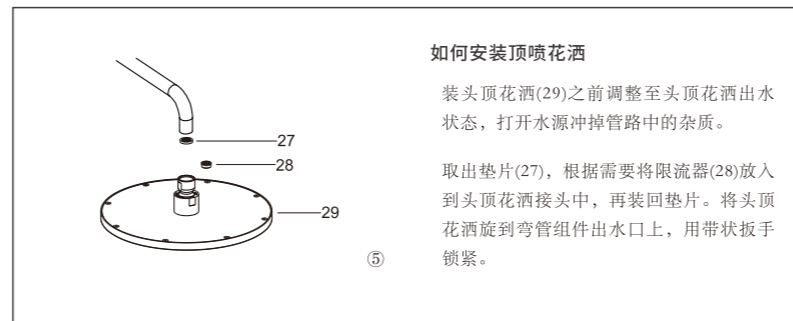 27
28
29
⑤
如何安装顶喷花洒
装头顶花洒(29)之前调整至头顶花洒出水
状态，打开水源冲掉管路中的杂质。
取出垫片(27)，根据需要将限流器(28)放入
到头顶花洒接头中，再装回垫片。将头顶
花洒旋到弯管组件出水口上，用带状扳手
锁紧。